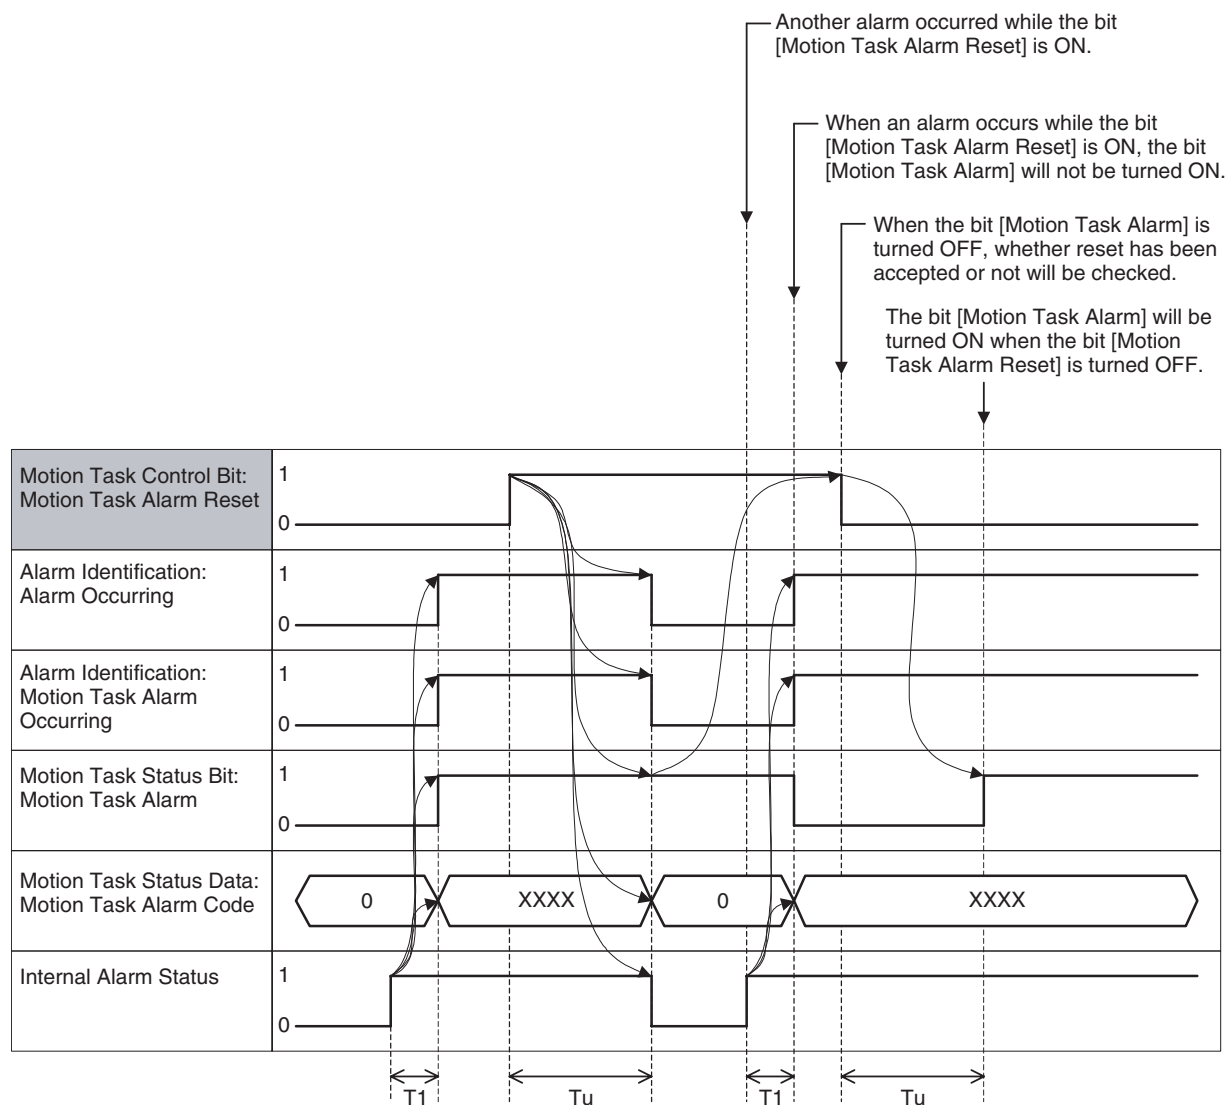 Another alarm occurred while the bit
[Motion Task Alarm Reset] is ON.
When an alarm occurs while the bit
[Motion Task Alarm Reset] is ON, the bit
[Motion Task Alarm] will not be turned ON.
When the bit [Motion Task Alarm] is
turned OFF, whether reset has been
accepted or not will be checked.
The bit [Motion Task Alarm] will be
turned ON when the bit [Motion
Task Alarm Reset] is turned OFF.
Motion Task Control Bit:
Motion Task Alarm Reset
1
0
Alarm Identification:
Alarm Occurring
1
0
Alarm Identification:
Motion Task Alarm
Occurring
1
0
Motion Task Status Bit:
Motion Task Alarm
1
0
Motion Task Status Data:
Motion Task Alarm Code
0 XXXX 0 XXXX
Internal Alarm Status
1
0
T1 Tu T1 Tu